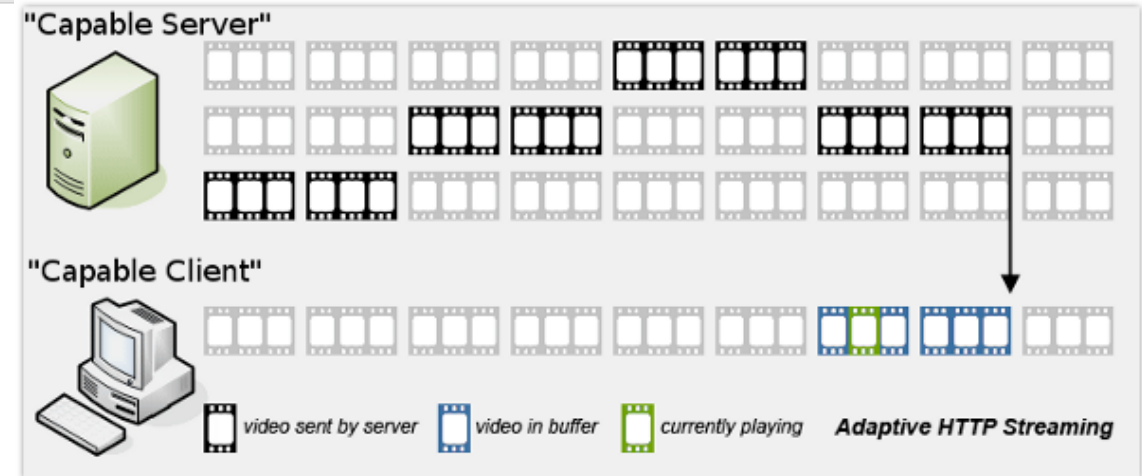 "Capable Server"
"Capable Client"
video sent by server
video in buffer
currently playing
Adaptive HTTP Streaming